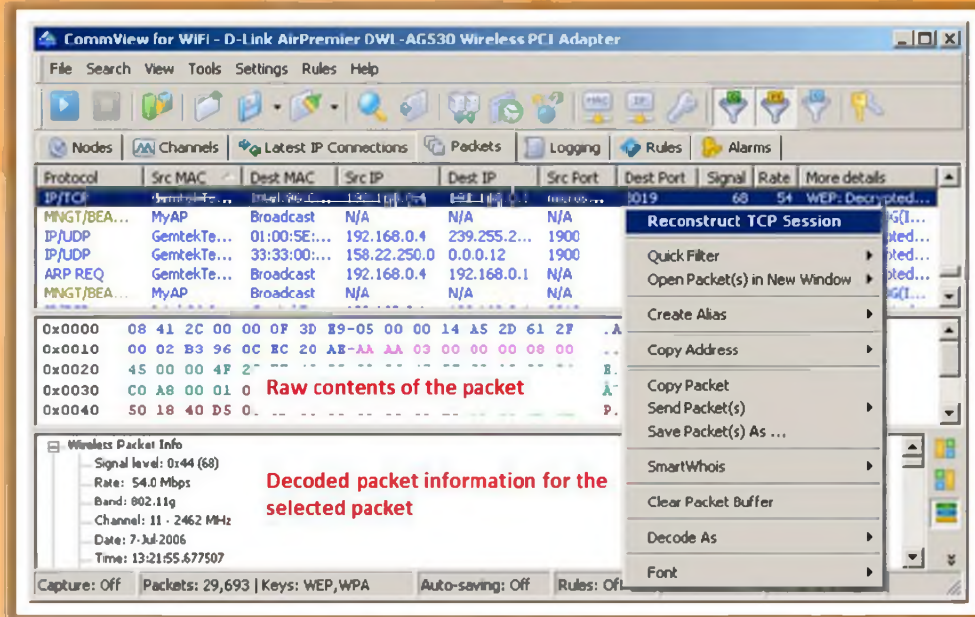 CommView for WiFi - D-Link AirPremier DWL-AG530 Wireless PCI Adapter
File Search View Tools Settings Rules Help
Nodes Channels Latest IP Connections Packets Logging Rules Alarms
Protocol Src MAC Dest MAC Src IP Dest IP Src Port Dest Port Signal Rate More details
IP/TCP 68 54 WEP: Decrypted...
MNGT/BEA... MyAP Broadcast N/A N/A N/A
IP/UDP GemtekTe... 01:00:5E:... 192.168.0.4 239.255.2... 1900
IP/UDP GemtekTe... 33:33:00:... 158.22.250.0 0.0.0.12 1900
ARP REQ GemtekTe... Broadcast 192.168.0.4 192.168.0.1 N/A
MNGT/BEA... MyAP Broadcast N/A N/A N/A
0x0000 08 41 2C 00 00 0F 3D E9-05 00 00 14 A5 2D 61 2F .A
0x0010 00 02 B3 96 0C EC 20 AE-AA AA 03 00 00 00 08 00 ..
0x0020 45 00 00 4F E.
0x0030 C0 A8 00 01
0x0040 50 18 40 D5 P.
Raw contents of the packet
Wireless Packet Info
Signal level: 0x44 (68)
Rate: 54.0 Mbps
Band: 802.11g
Channel: 11 - 2462 MHz
Date: 7-Jul-2006
Time: 13:21:55.677507
Decoded packet information for the
selected packet
Reconstruct TCP Session
Quick Filter
Open Packet(s) in New Window
Create Alias
Copy Address
Copy Packet
Send Packet(s)
Save Packet(s) As ...
SmartWhois
Clear Packet Buffer
Decode As
Font
Capture: Off Packets: 29,693 | Keys: WEP,WPA Auto-saving: Off Rules: